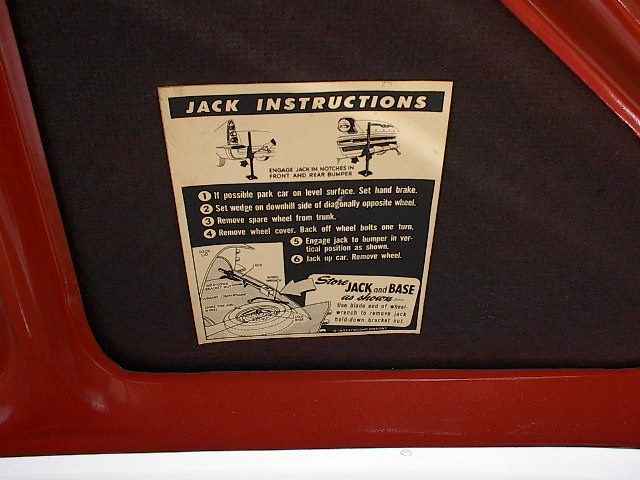 JACK INSTRUCTIONS
ENGAGE JACK IN NOTCHES IN
FRONT AND REAR BUMPER
1 If possible park car on level surface. Set hand brake.
2 Set wedge on downhill side of diagonally opposite wheel.
3 Remove spare wheel from trunk.
4 Remove wheel cover. Back off wheel bolts one turn.
5 Engage jack to bumper in ver-
tical position as shown.
6 Jack up car. Remove wheel.
Store
JACK and BASE
as shown...
Use blade end of wheel
wrench to remove jack
hold-down bracket nut.